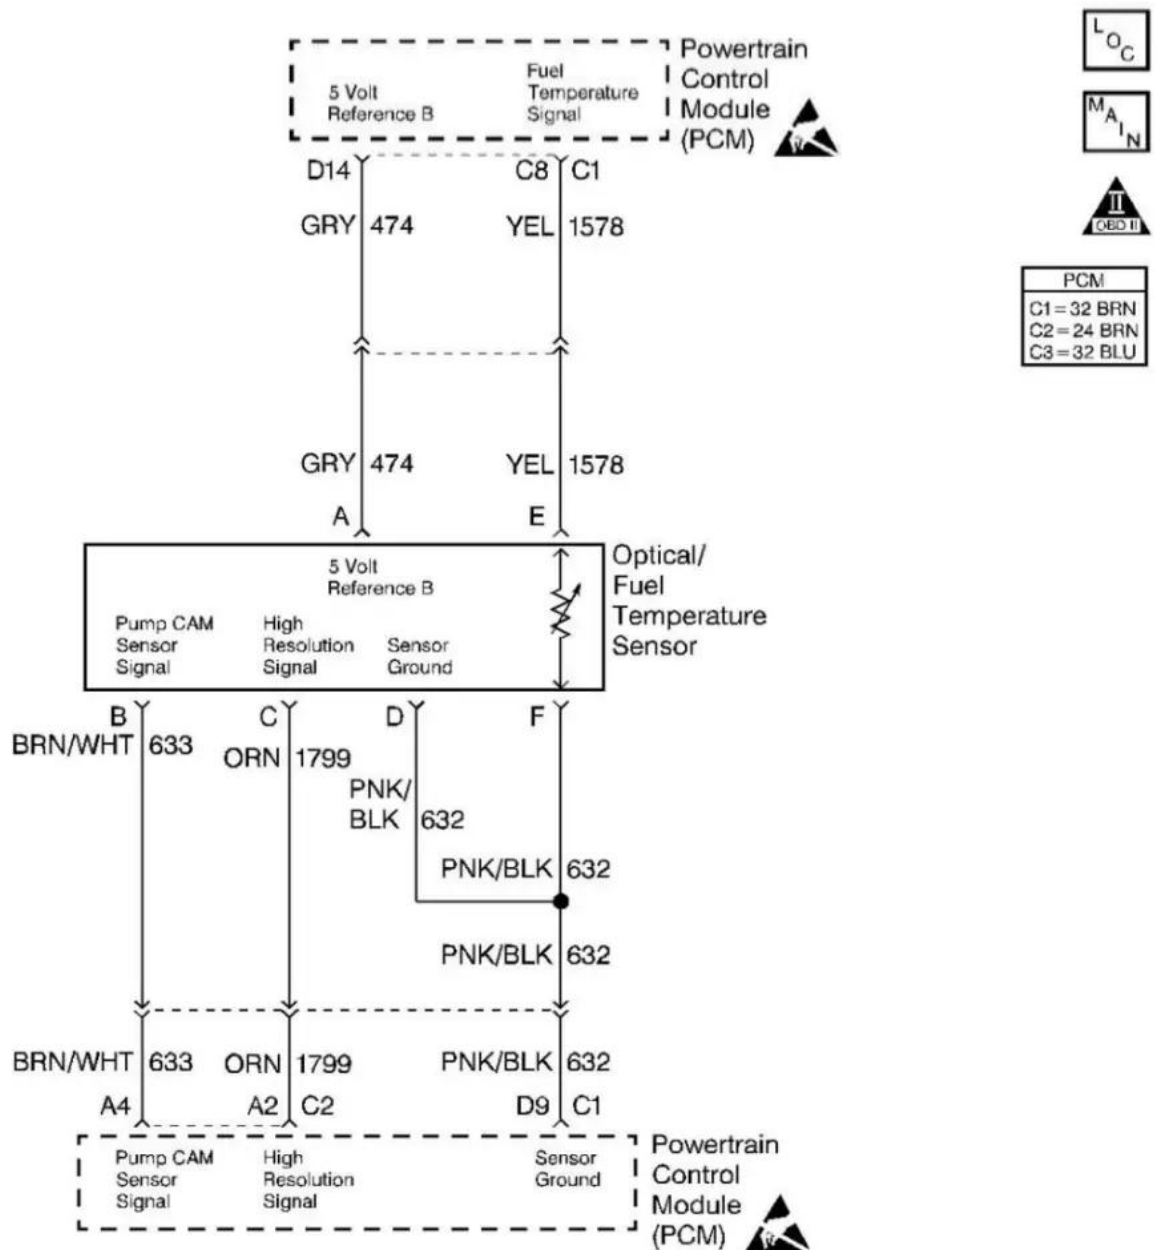 Powertrain
Control
Module
(PCM)
5 Volt
Reference B
Fuel
Temperature
Signal
LOC
MAIN
II
OBD II
PCM
C1=32 BRN
C2=24 BRN
C3=32 BLU
D14
C8
C1
GRY
474
YEL
1578
GRY
474
YEL
1578
A
E
Optical/
Fuel
Temperature
Sensor
5 Volt
Reference B
Pump CAM
Sensor
Signal
High
Resolution
Signal
Sensor
Ground
B
C
D
F
BRN/WHT
633
ORN
1799
PNK/
BLK
632
PNK/BLK
632
PNK/BLK
632
BRN/WHT
633
ORN
1799
PNK/BLK
632
A4
A2
C2
D9
C1
Pump CAM
Sensor
Signal
High
Resolution
Signal
Sensor
Ground
Powertrain
Control
Module
(PCM)